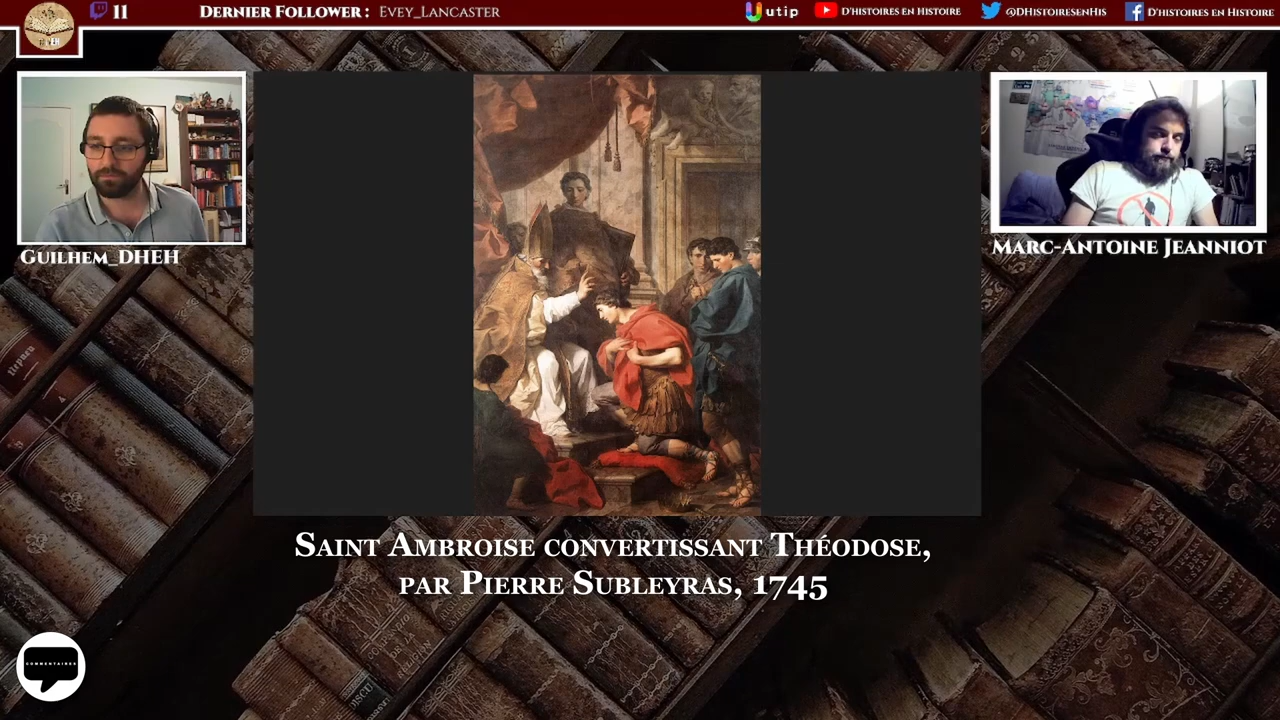 11 Dernier Follower : Evey_Lancaster
utip D'histoires en Histoire @DHistoiresenHis D'histoires en Histoire
Guilhem_DHEH
Marc-Antoine Jeanniot
Saint Ambroise convertissant Théodose,
par Pierre Subleyras, 1745
COMMENTAIRES